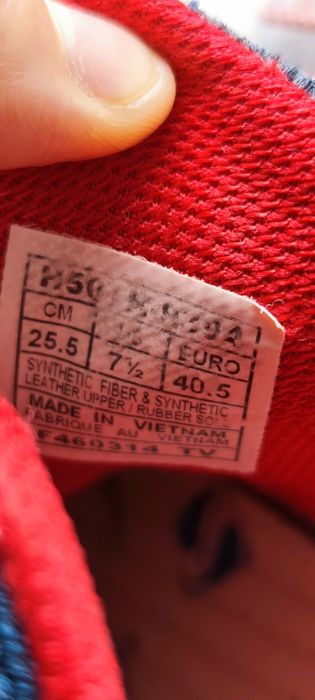 CM EURO
25.5 7½ 40.5
SYNTHETIC FIBER & SYNTHETIC
LEATHER UPPER / RUBBER SOLE
MADE IN VIETNAM
FABRIQUE AU VIETNAM
F460314 TV